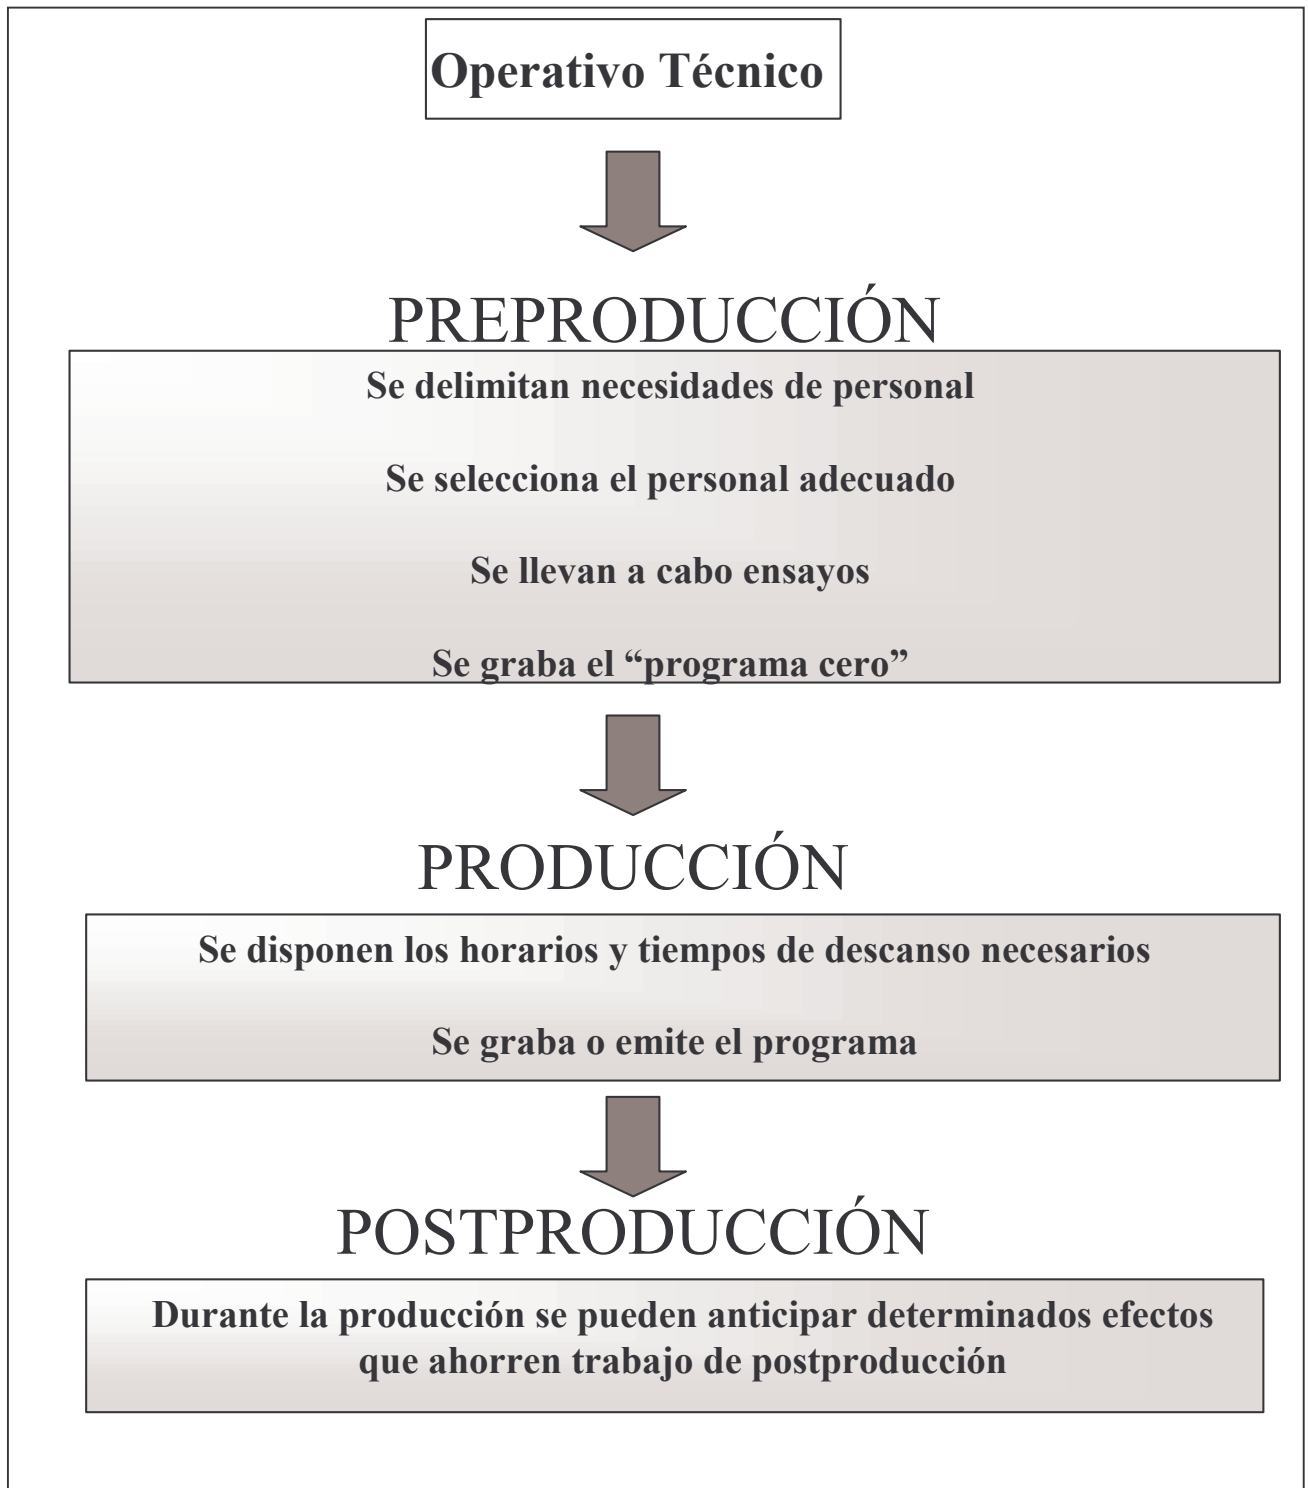 Operativo Técnico
PREPRODUCCIÓN
Se delimitan necesidades de personal
Se selecciona el personal adecuado
Se llevan a cabo ensayos
Se graba el “programa cero”
PRODUCCIÓN
Se disponen los horarios y tiempos de descanso necesarios
Se graba o emite el programa
POSTPRODUCCIÓN
Durante la producción se pueden anticipar determinados efectos
que ahorren trabajo de postproducción